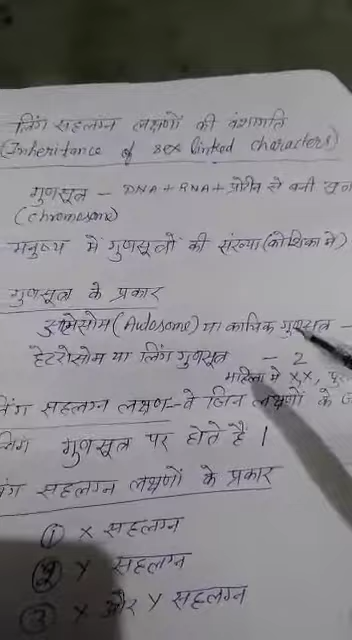 लिंग सहलग्न लक्षणों की वंशागति
(Inheritance of sex linked characters)
गुणसूत्र - DNA + RNA + प्रोटीन से बनी
(chromosome)
मनुष्य में गुणसूत्रों की संख्या (कोशिका में)
गुणसूत्र के प्रकार
(Autosome) या कायिक गुणसूत्र -
हेटेरोसोम या लिंग गुणसूत्र - 2
महिला में X,X,
लिंग सहलग्न लक्षण - वे जिन लक्षणों के
लिंग गुणसूत्र पर होते हैं ।
लिंग सहलग्न लक्षणों के प्रकार
① X सहलग्न
② Y सहलग्न
③ X और Y सहलग्न